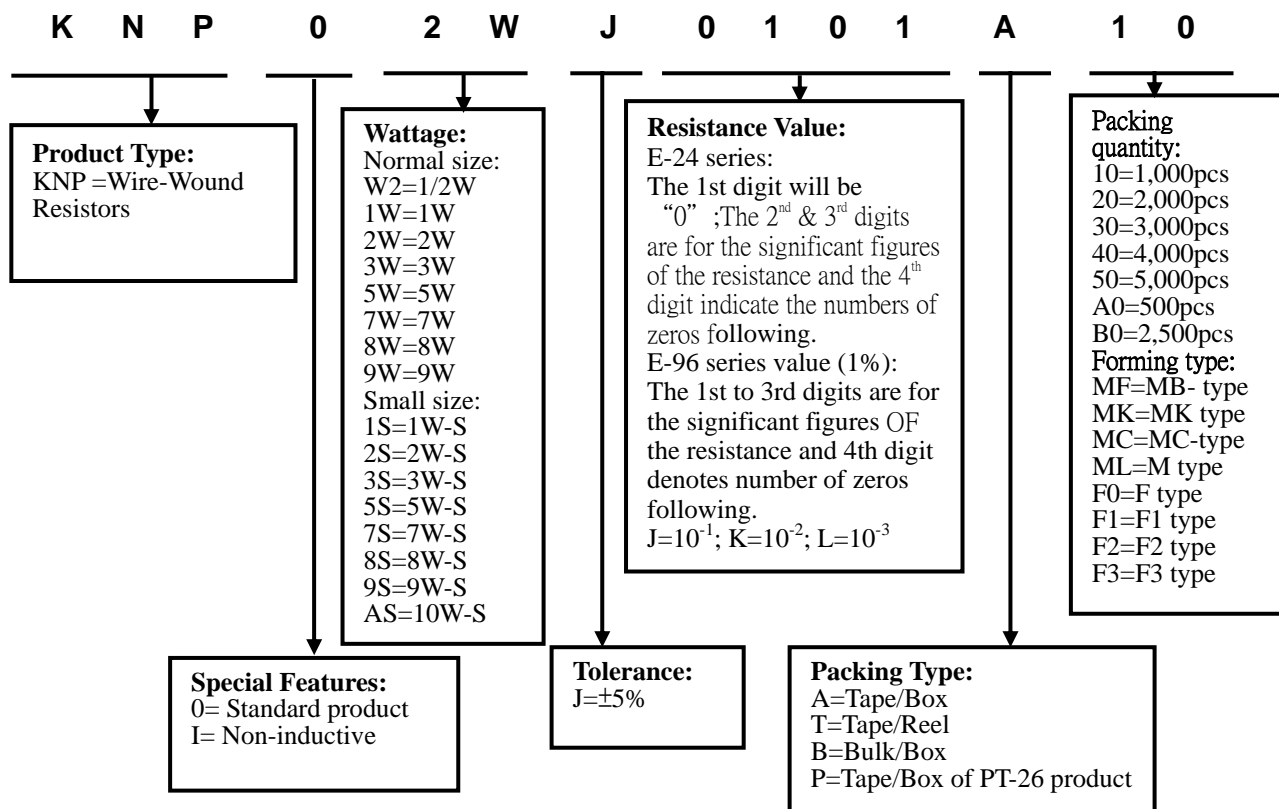 K N P 0 2 W J 0 1 0 1 A 1 0
Product Type:
KNP =Wire-Wound
Resistors
Wattage:
Normal size:
W2=1/2W
1W=1W
2W=2W
3W=3W
5W=5W
7W=7W
8W=8W
9W=9W
Small size:
1S=1W-S
2S=2W-S
3S=3W-S
5S=5W-S
7S=7W-S
8S=8W-S
9S=9W-S
AS=10W-S
Resistance Value:
E-24 series:
The 1st digit will be
“0” ;The 2nd & 3rd digits
are for the significant figures
of the resistance and the 4th
digit indicate the numbers of
zeros following.
E-96 series value (1%):
The 1st to 3rd digits are for
the significant figures OF
the resistance and 4th digit
denotes number of zeros
following.
J=10-1; K=10-2; L=10-3
Packing
quantity:
10=1,000pcs
20=2,000pcs
30=3,000pcs
40=4,000pcs
50=5,000pcs
A0=500pcs
B0=2,500pcs
Forming type:
MF=MB- type
MK=MK type
MC=MC-type
ML=M type
F0=F type
F1=F1 type
F2=F2 type
F3=F3 type
Special Features:
0= Standard product
I= Non-inductive
Tolerance:
J=±5%
Packing Type:
A=Tape/Box
T=Tape/Reel
B=Bulk/Box
P=Tape/Box of PT-26 product